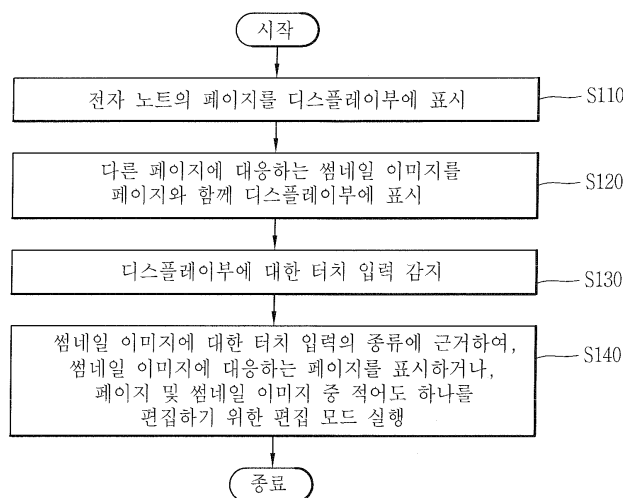 시작
전자 노트의 페이지를 디스플레이부에 표시
S110
다른 페이지에 대응하는 썸네일 이미지를
페이지와 함께 디스플레이부에 표시
S120
디스플레이부에 대한 터치 입력 감지
S130
썸네일 이미지에 대한 터치 입력의 종류에 근거하여,
썸네일 이미지에 대응하는 페이지를 표시하거나,
페이지 및 썸네일 이미지 중 적어도 하나를
편집하기 위한 편집 모드 실행
S140
종료